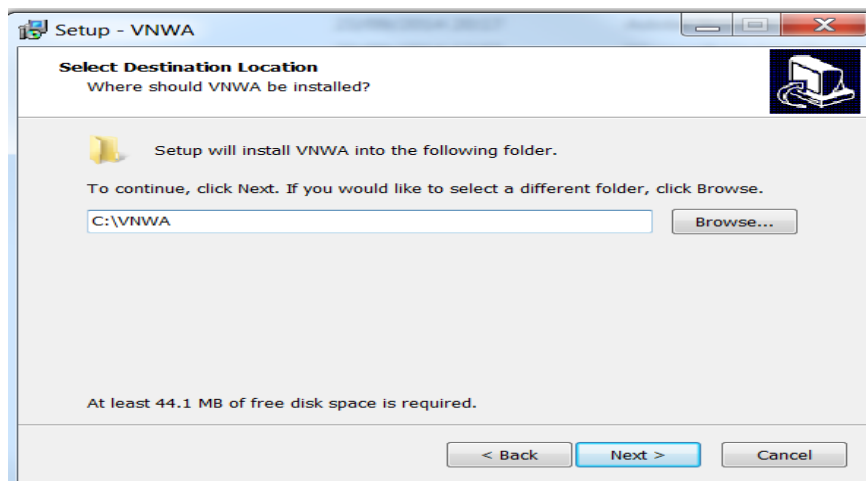 Setup - VNWA
Select Destination Location
Where should VNWA be installed?
Setup will install VNWA into the following folder.
To continue, click Next. If you would like to select a different folder, click Browse.
C:\VNWA
Browse...
At least 44.1 MB of free disk space is required.
< Back
Next >
Cancel